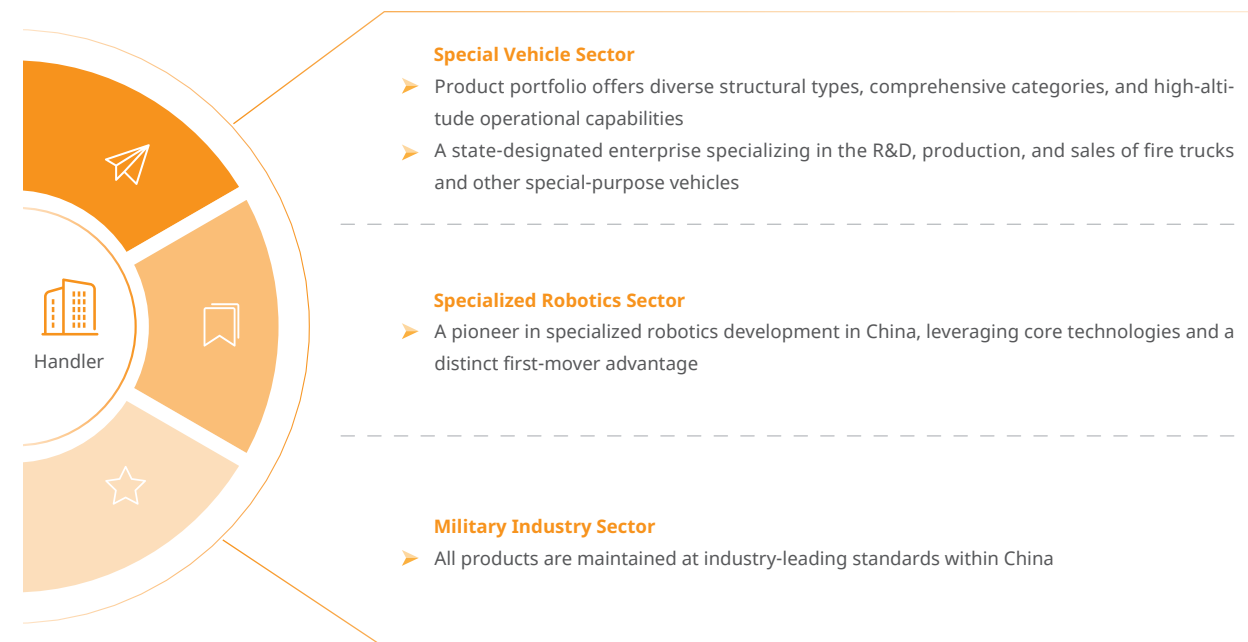 Special Vehicle Sector
Product portfolio offers diverse structural types, comprehensive categories, and high-alti-
tude operational capabilities
A state-designated enterprise specializing in the R&D, production, and sales of fire trucks
and other special-purpose vehicles
Specialized Robotics Sector
A pioneer in specialized robotics development in China, leveraging core technologies and a
distinct first-mover advantage
Handler
Military Industry Sector
All products are maintained at industry-leading standards within China